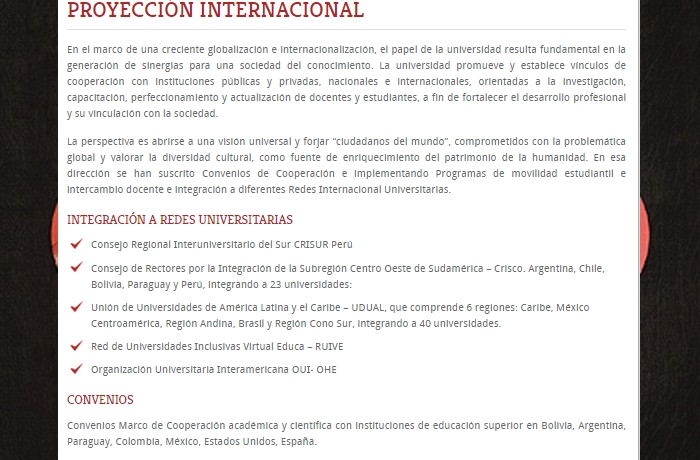 PROYECCIÓN INTERNACIONAL
En el marco de una creciente globalización e internacionalización, el papel de la universidad resulta fundamental en la
generación de sinergias para una sociedad del conocimiento. La universidad promueve y establece vínculos de
cooperación con instituciones públicas y privadas, nacionales e internacionales, orientadas a la investigación,
capacitación, perfeccionamiento y actualización de docentes y estudiantes, a fin de fortalecer el desarrollo profesional
y su vinculación con la sociedad.
La perspectiva es abrirse a una visión universal y forjar “ciudadanos del mundo”, comprometidos con la problemática
global y valorar la diversidad cultural, como fuente de enriquecimiento del patrimonio de la humanidad. En esa
dirección se han suscrito Convenios de Cooperación e implementando Programas de movilidad estudiantil e
intercambio docente e integración a diferentes Redes Internacional Universitarias.
INTEGRACIÓN A REDES UNIVERSITARIAS
Consejo Regional Interuniversitario del Sur CRISUR Perú
Consejo de Rectores por la Integración de la Subregión Centro Oeste de Sudamérica – Crisco. Argentina, Chile,
Bolivia, Paraguay y Perú, integrando a 23 universidades:
Unión de Universidades de América Latina y el Caribe – UDUAL, que comprende 6 regiones: Caribe, México
Centroamérica, Región Andina, Brasil y Región Cono Sur, integrando a 40 universidades.
Red de Universidades Inclusivas Virtual Educa – RUIVE
Organización Universitaria Interamericana OUI- OHE
CONVENIOS
Convenios Marco de Cooperación académica y científica con instituciones de educación superior en Bolivia, Argentina,
Paraguay, Colombia, México, Estados Unidos, España.